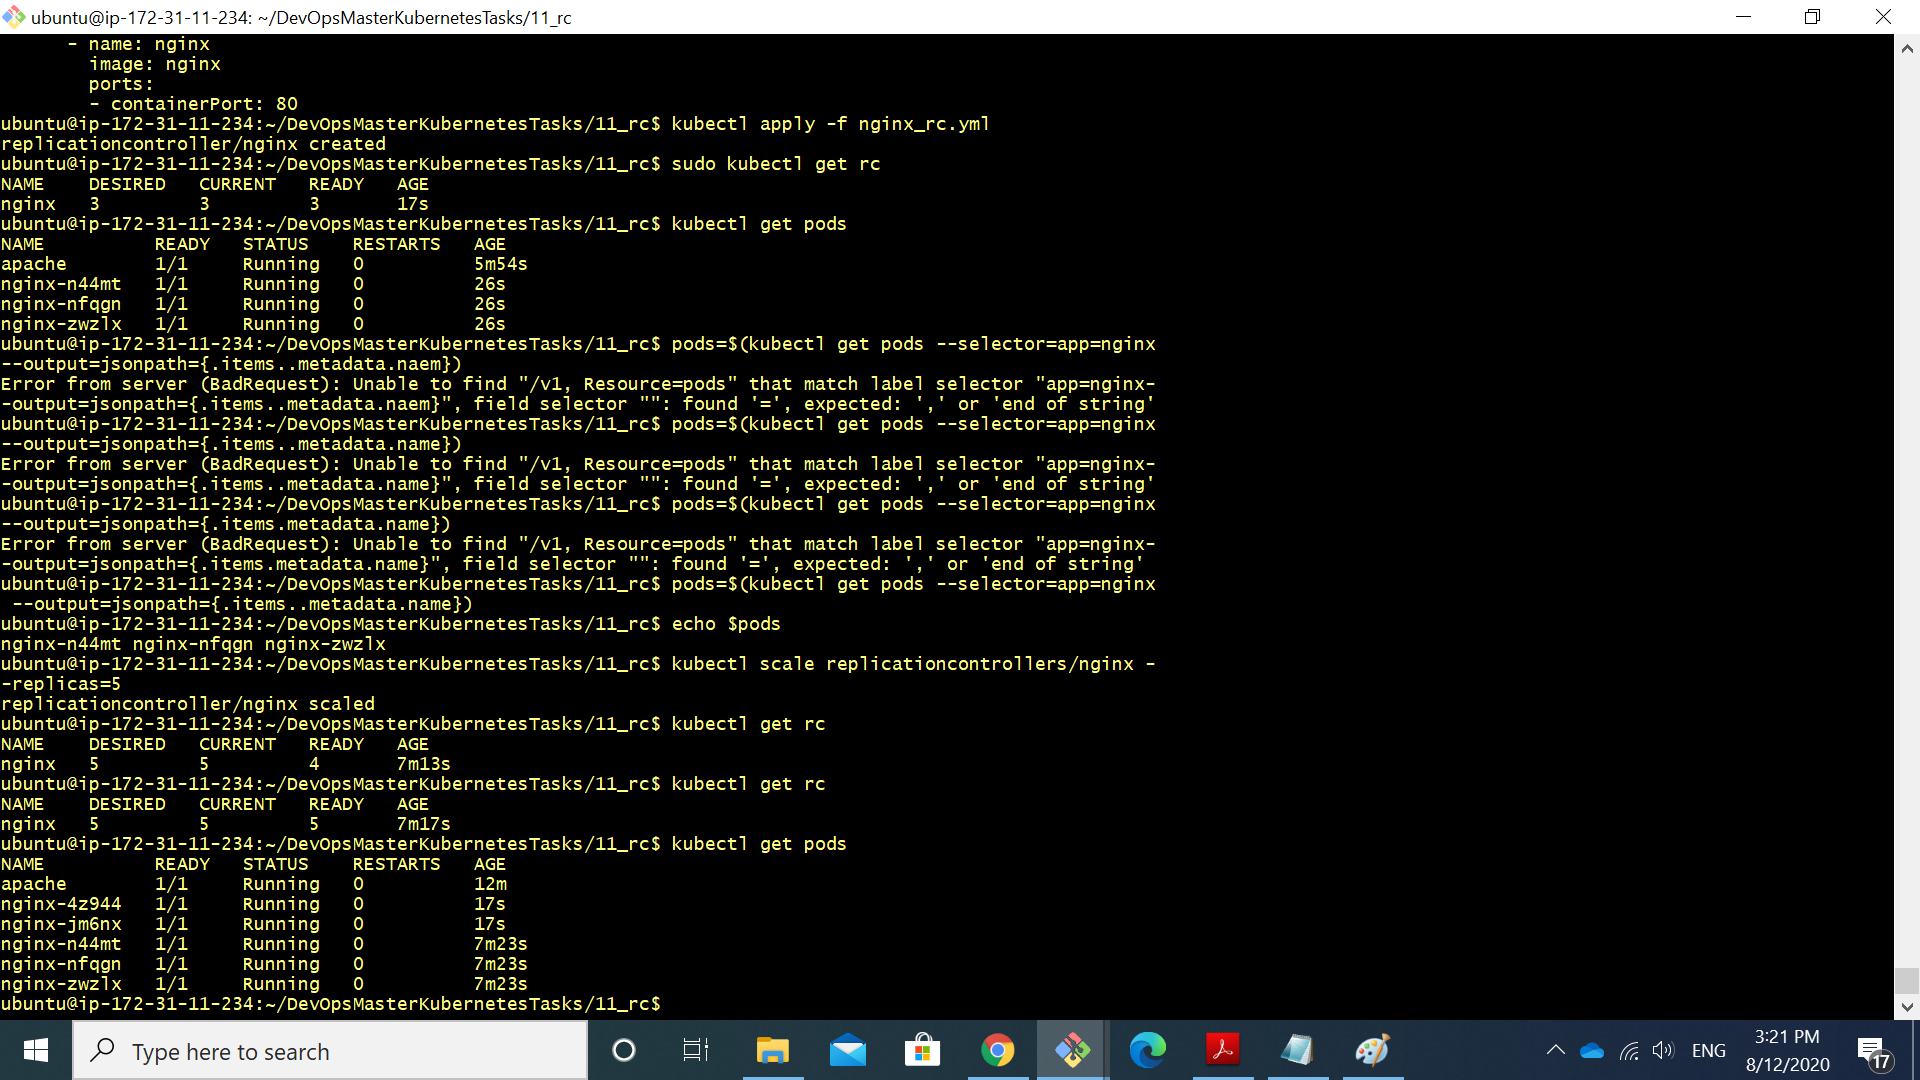 ubuntu@ip-172-31-11-234: ~/DevOpsMasterKubernetesTasks/11_rc
      - name: nginx
        image: nginx
        ports:
        - containerPort: 80
ubuntu@ip-172-31-11-234:~/DevOpsMasterKubernetesTasks/11_rc$ kubectl apply -f nginx_rc.yml
replicationcontroller/nginx created
ubuntu@ip-172-31-11-234:~/DevOpsMasterKubernetesTasks/11_rc$ sudo kubectl get rc
NAME    DESIRED   CURRENT   READY   AGE
nginx   3         3         3       17s
ubuntu@ip-172-31-11-234:~/DevOpsMasterKubernetesTasks/11_rc$ kubectl get pods
NAME          READY   STATUS    RESTARTS   AGE
apache        1/1     Running   0          5m54s
nginx-n44mt   1/1     Running   0          26s
nginx-nfqgn   1/1     Running   0          26s
nginx-zwzlx   1/1     Running   0          26s
ubuntu@ip-172-31-11-234:~/DevOpsMasterKubernetesTasks/11_rc$ pods=$(kubectl get pods --selector=app=nginx
--output=jsonpath={.items..metadata.naem})
Error from server (BadRequest): Unable to find "/v1, Resource=pods" that match label selector "app=nginx-
-output=jsonpath={.items..metadata.naem}", field selector "": found '=', expected: ',' or 'end of string'
ubuntu@ip-172-31-11-234:~/DevOpsMasterKubernetesTasks/11_rc$ pods=$(kubectl get pods --selector=app=nginx
--output=jsonpath={.items..metadata.name})
Error from server (BadRequest): Unable to find "/v1, Resource=pods" that match label selector "app=nginx-
-output=jsonpath={.items..metadata.name}", field selector "": found '=', expected: ',' or 'end of string'
ubuntu@ip-172-31-11-234:~/DevOpsMasterKubernetesTasks/11_rc$ pods=$(kubectl get pods --selector=app=nginx
--output=jsonpath={.items.metadata.name})
Error from server (BadRequest): Unable to find "/v1, Resource=pods" that match label selector "app=nginx-
-output=jsonpath={.items.metadata.name}", field selector "": found '=', expected: ',' or 'end of string'
ubuntu@ip-172-31-11-234:~/DevOpsMasterKubernetesTasks/11_rc$ pods=$(kubectl get pods --selector=app=nginx
 --output=jsonpath={.items..metadata.name})
ubuntu@ip-172-31-11-234:~/DevOpsMasterKubernetesTasks/11_rc$ echo $pods
nginx-n44mt nginx-nfqgn nginx-zwzlx
ubuntu@ip-172-31-11-234:~/DevOpsMasterKubernetesTasks/11_rc$ kubectl scale replicationcontrollers/nginx -
-replicas=5
replicationcontroller/nginx scaled
ubuntu@ip-172-31-11-234:~/DevOpsMasterKubernetesTasks/11_rc$ kubectl get rc
NAME    DESIRED   CURRENT   READY   AGE
nginx   5         5         4       7m13s
ubuntu@ip-172-31-11-234:~/DevOpsMasterKubernetesTasks/11_rc$ kubectl get rc
NAME    DESIRED   CURRENT   READY   AGE
nginx   5         5         5       7m17s
ubuntu@ip-172-31-11-234:~/DevOpsMasterKubernetesTasks/11_rc$ kubectl get pods
NAME          READY   STATUS    RESTARTS   AGE
apache        1/1     Running   0          12m
nginx-4z944   1/1     Running   0          17s
nginx-jm6nx   1/1     Running   0          17s
nginx-n44mt   1/1     Running   0          7m23s
nginx-nfqgn   1/1     Running   0          7m23s
nginx-zwzlx   1/1     Running   0          7m23s
ubuntu@ip-172-31-11-234:~/DevOpsMasterKubernetesTasks/11_rc$
Type here to search
ENG
3:21 PM
8/12/2020
17